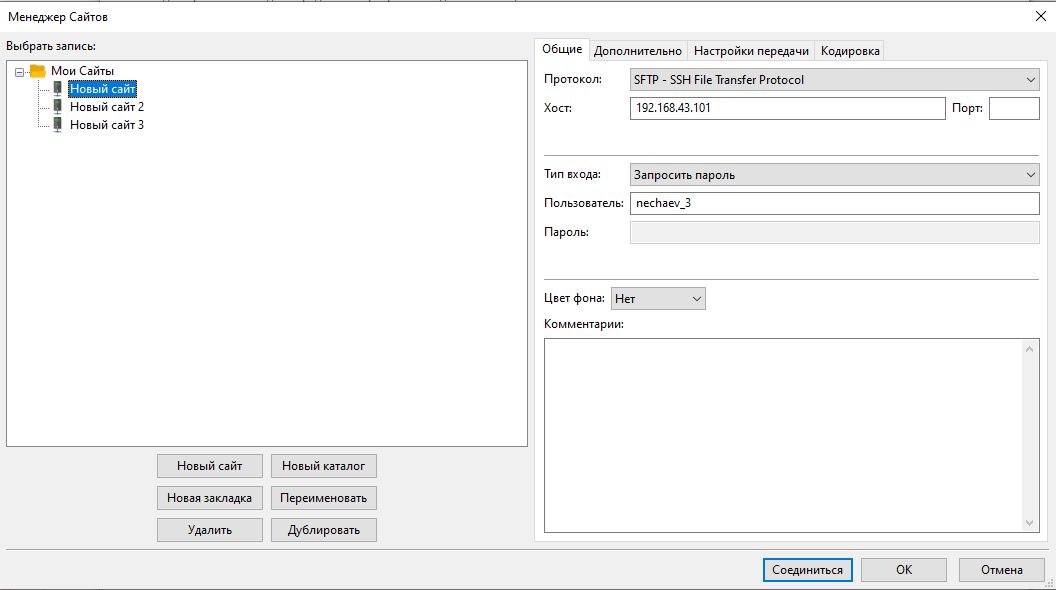 Менеджер Сайтов
Выбрать запись:
Мои Сайты
Новый сайт
Новый сайт 2
Новый сайт 3
Новый сайт Новый каталог
Новая закладка Переименовать
Удалить Дублировать
Общие Дополнительно Настройки передачи Кодировка
Протокол: SFTP - SSH File Transfer Protocol
Хост: 192.168.43.101 Порт:
Тип входа: Запросить пароль
Пользователь: nechaev_3
Пароль:
Цвет фона: Нет
Комментарии:
Соединиться OK Отмена